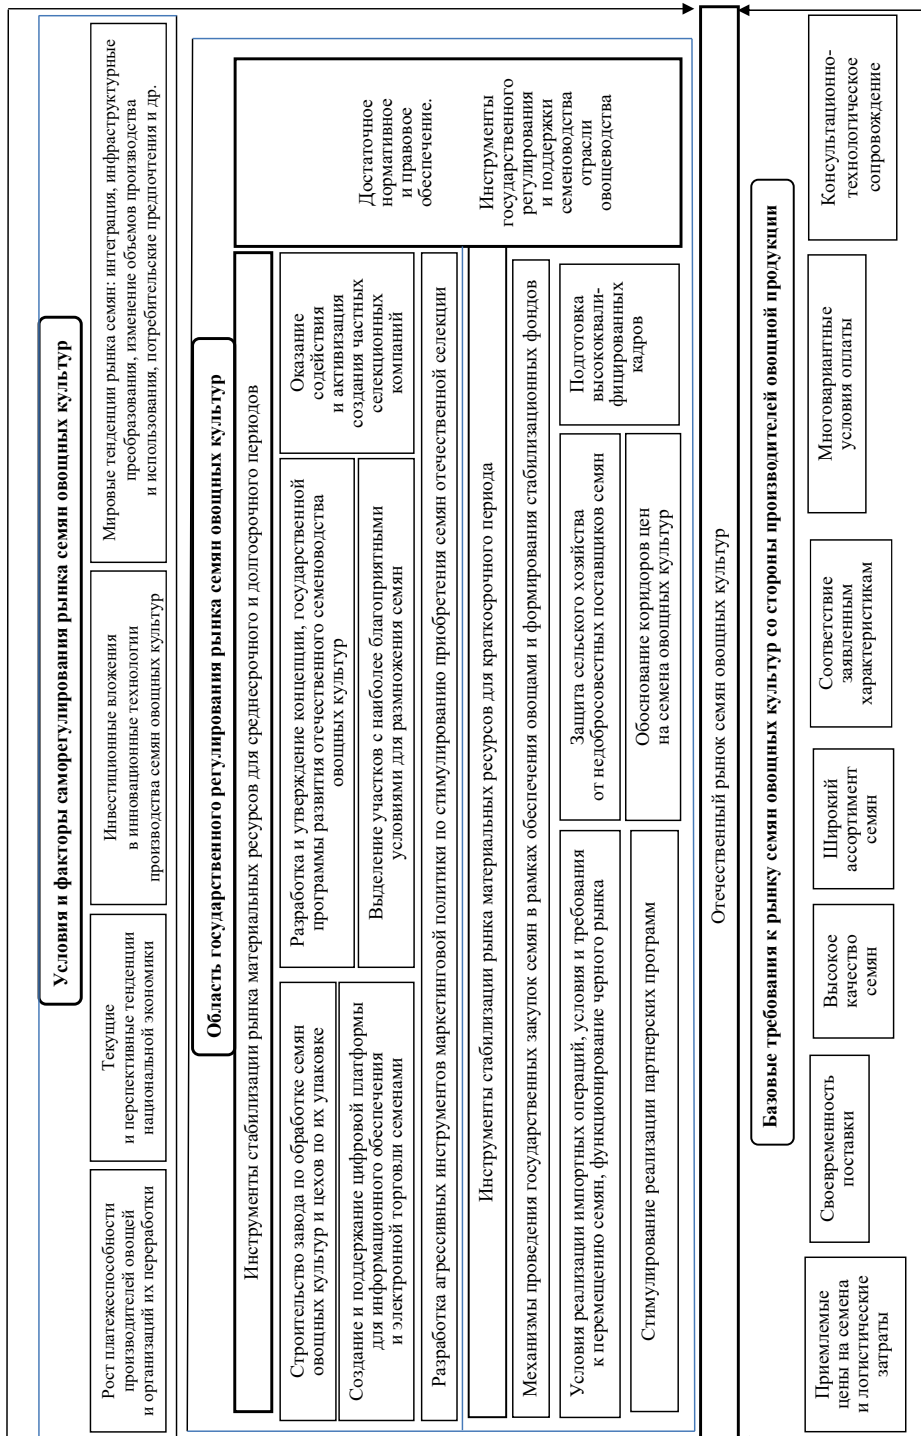 Условия и факторы саморегулирования рынка семян овощных культур
Рост платежеспособности
производителей овощей
и организаций их переработки
Текущие
и перспективные тенденции
национальной экономики
Инвестиционные вложения
в инновационные технологии
производства семян овощных культур
Мировые тенденции рынка семян: интеграция, инфраструктурные
преобразования, изменение объемов производства
и использования, потребительские предпочтения и др.
Область государственного регулирования рынка семян овощных культур
Инструменты стабилизации рынка материальных ресурсов для среднесрочного и долгосрочного периодов
Строительство завода по обработке семян
овощных культур и цехов по их упаковке
Создание и поддержание цифровой платформы
для информационного обеспечения
и электронной торговли семенами
Разработка и утверждение концепции, государственной
программы развития отечественного семеноводства
овощных культур
Выделение участков с наиболее благоприятными
условиями для размножения семян
Оказание
содействия
и активизация
создания частных
селекционных
компаний
Разработка агрессивных инструментов маркетинговой политики по стимулированию приобретения семян отечественной селекции
Инструменты стабилизации рынка материальных ресурсов для краткосрочного периода
Механизмы проведения государственных закупок семян в рамках обеспечения овощами и формирования стабилизационных фондов
Условия реализации импортных операций, условия и требования
к перемещению семян, функционирование черного рынка
Стимулирование реализации партнерских программ
Защита сельского хозяйства
от недобросовестных поставщиков семян
Обоснование коридоров цен
на семена овощных культур
Подготовка
высококвали-
фицированных
кадров
Достаточное
нормативное
и правовое
обеспечение.
Инструменты
государственного
регулирования
и поддержки
семеноводства
отрасли
овощеводства
Отечественный рынок семян овощных культур
Базовые требования к рынку семян овощных культур со стороны производителей овощной продукции
Приемлемые
цены на семена
и логистические
затраты
Своевременность
поставки
Высокое
качество
семян
Широкий
ассортимент
семян
Соответствие
заявленным
характеристикам
Многовариантные
условия оплаты
Консультационно-
технологическое
сопровождение